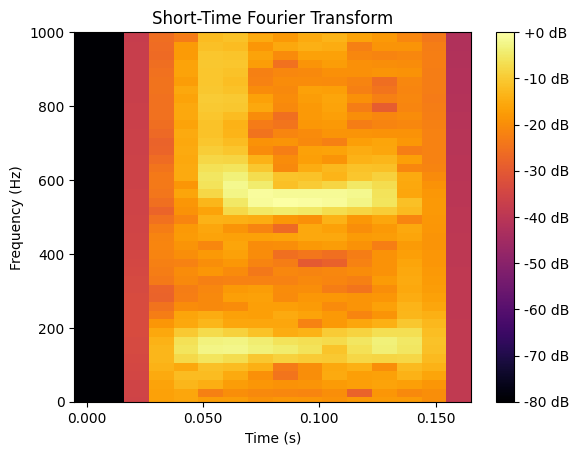 Short-Time Fourier Transform
Frequency (Hz)
1000
800
600
400
200
0
0.000
0.050
0.100
0.150
Time (s)
+0 dB
-10 dB
-20 dB
-30 dB
-40 dB
-50 dB
-60 dB
-70 dB
-80 dB